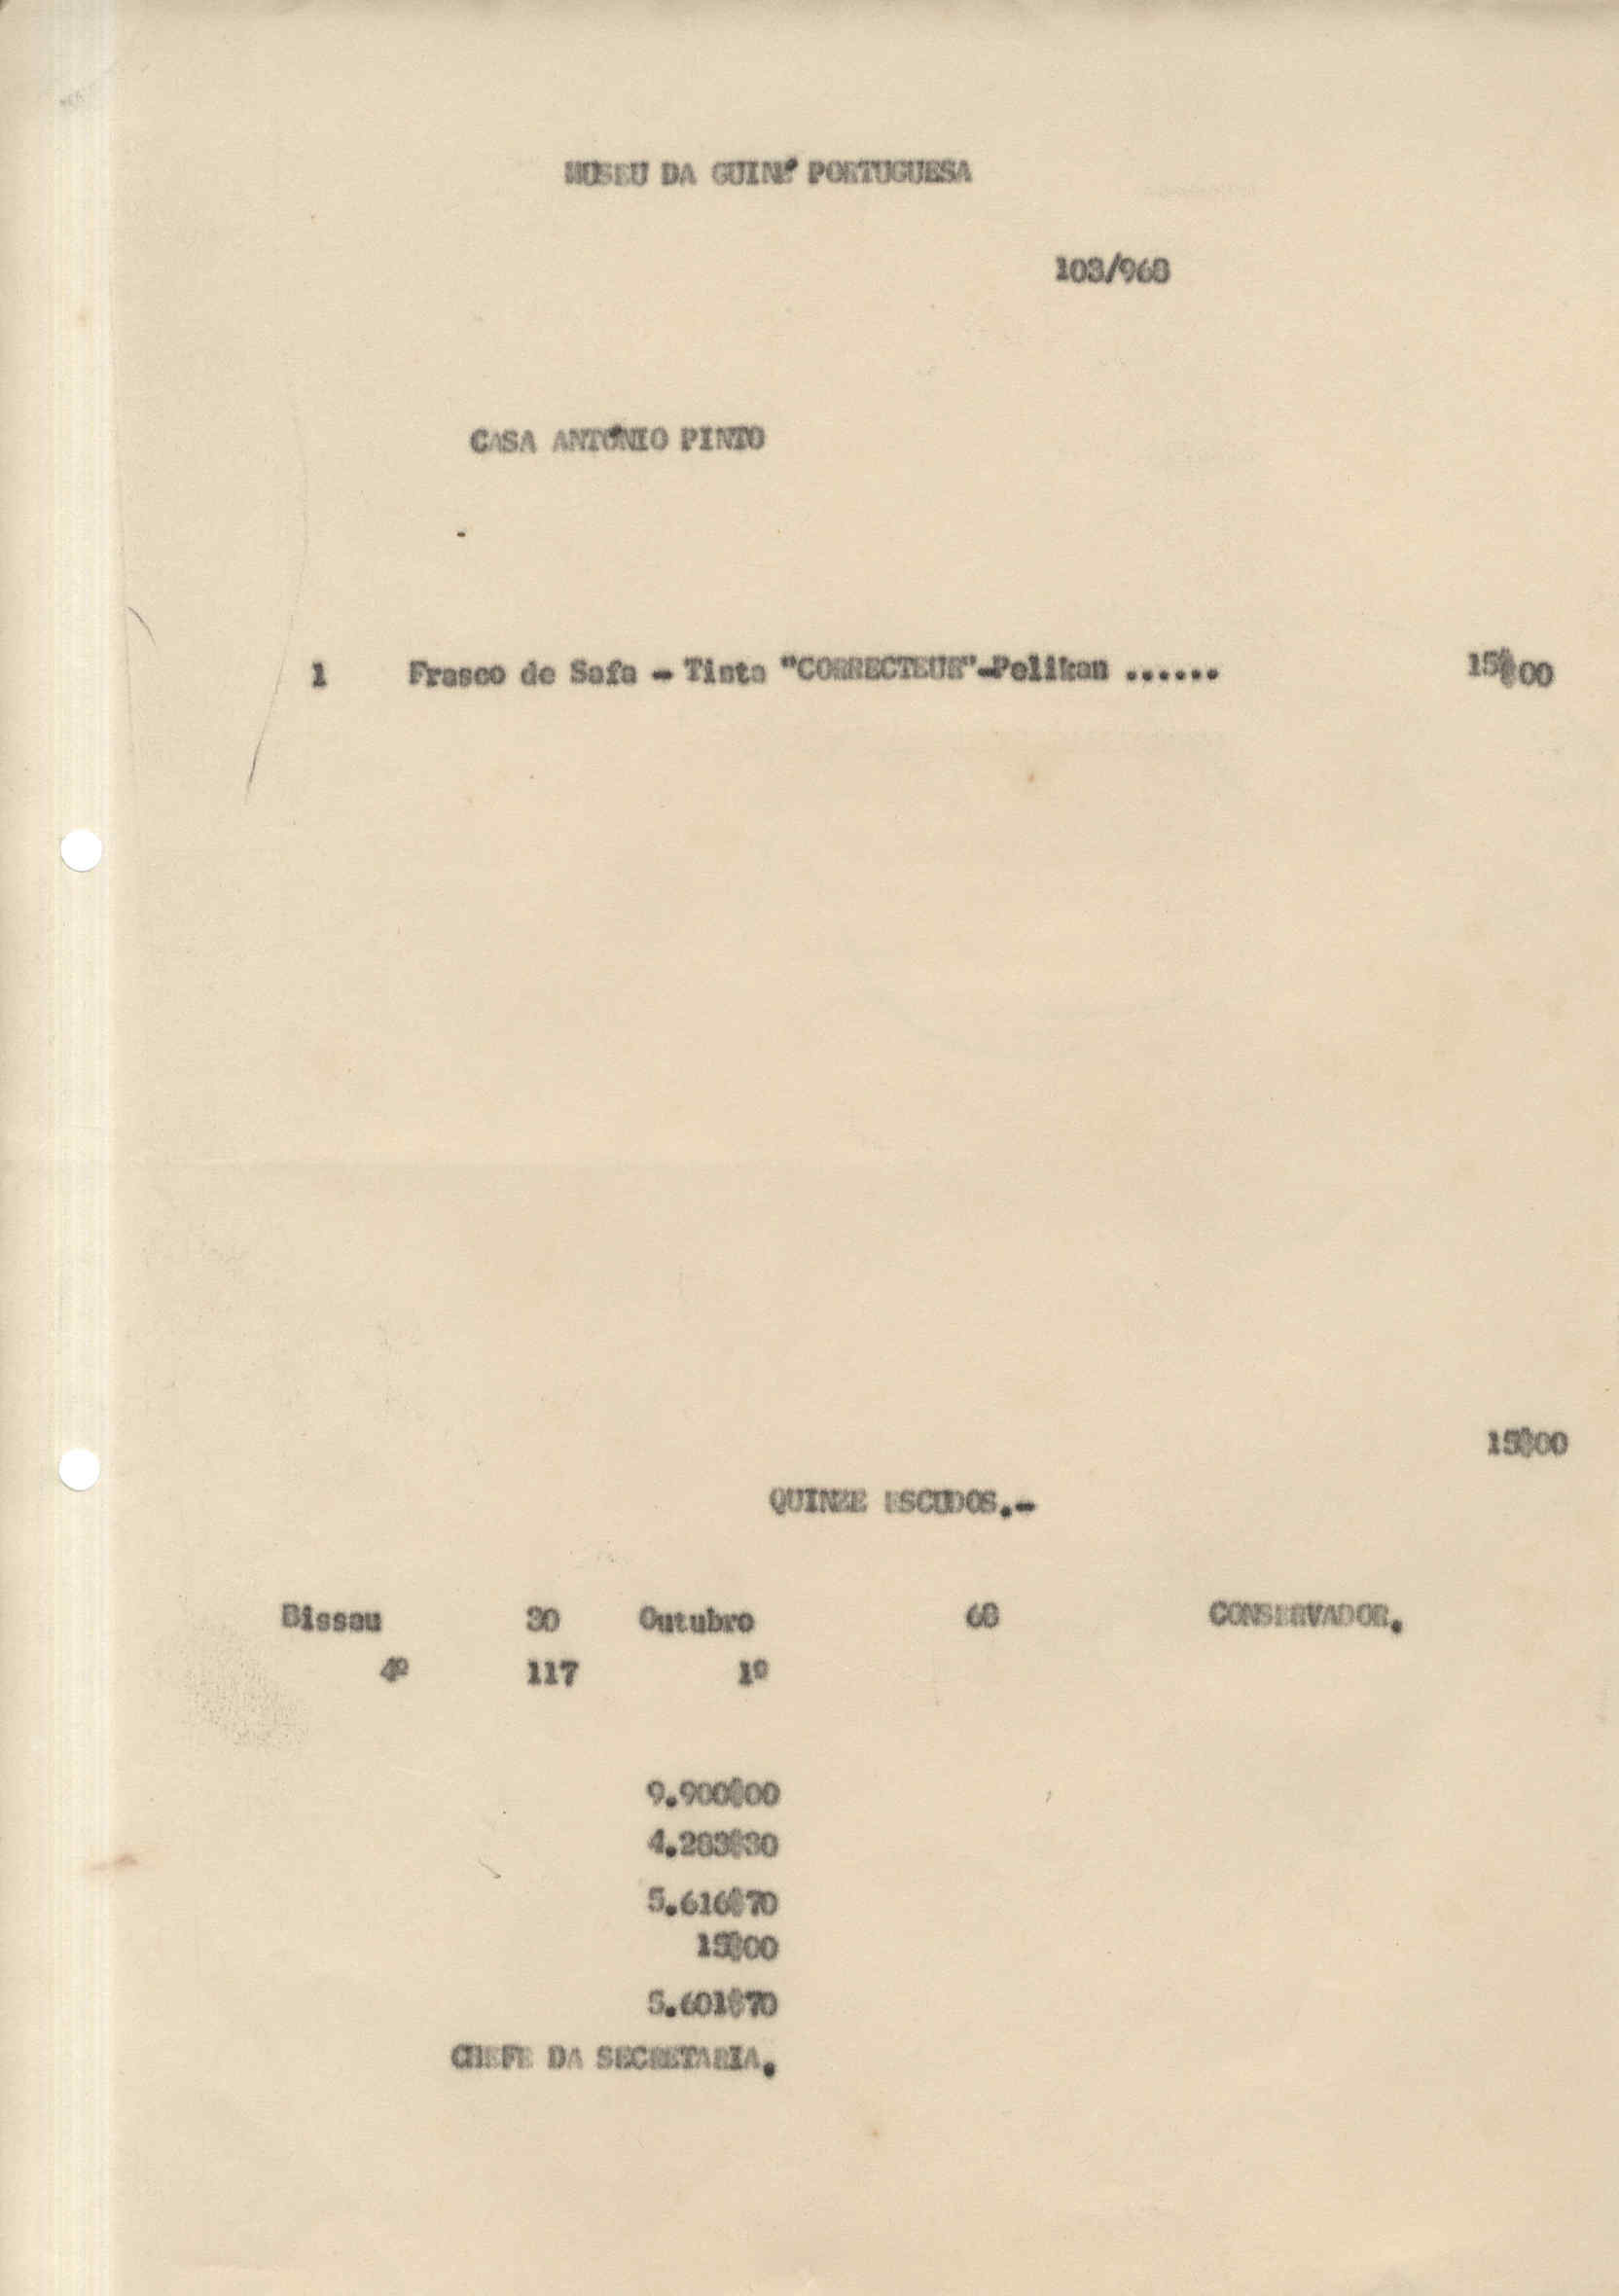 MUSEU DA GUINÉ PORTUGUESA
103/968
CASA ANTÓNIO PINTO
1 Frasco de Safa - Tinta "CORRECTEUR"-Pelikan ...... 15$00
15$00
QUINZE ESCUDOS.-
Bissau 30 Outubro 68 CONSERVADOR.
4º 117 1º
9.900$00
4.283$30
5.616$70
15$00
5.601$70
CHEFE DA SECRETARIA.